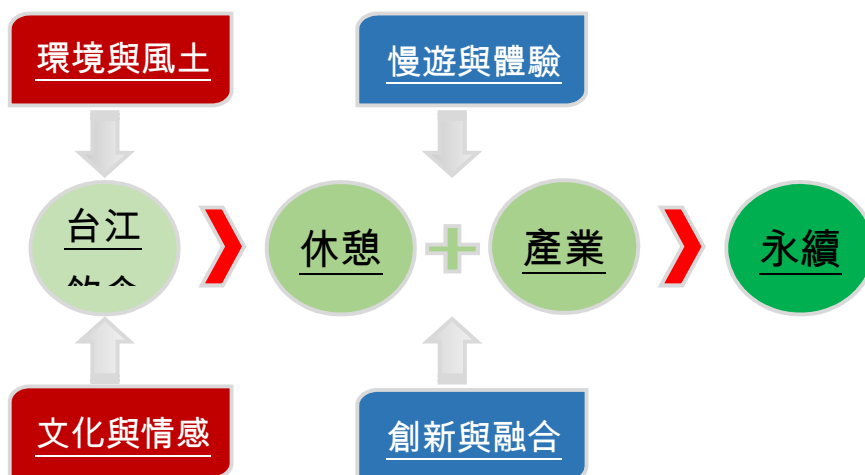 環境與風土
慢遊與體驗
台江
休憩
產業
永續
文化與情感
創新與融合